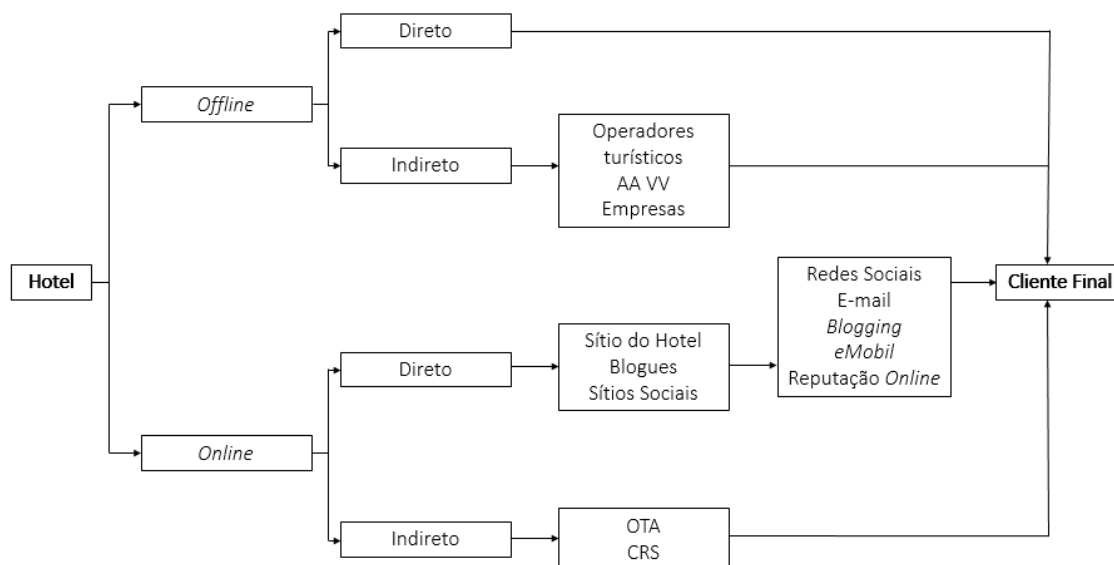 Direto
Offline
Operadores
turísticos
AA VV
Empresas
Indireto
Hotel
Redes Sociais
E-mail
Blogging
eMobil
Reputação Online
Cliente Final
Direto
Sítio do Hotel
Blogues
Sítios Sociais
Online
Indireto
OTA
CRS